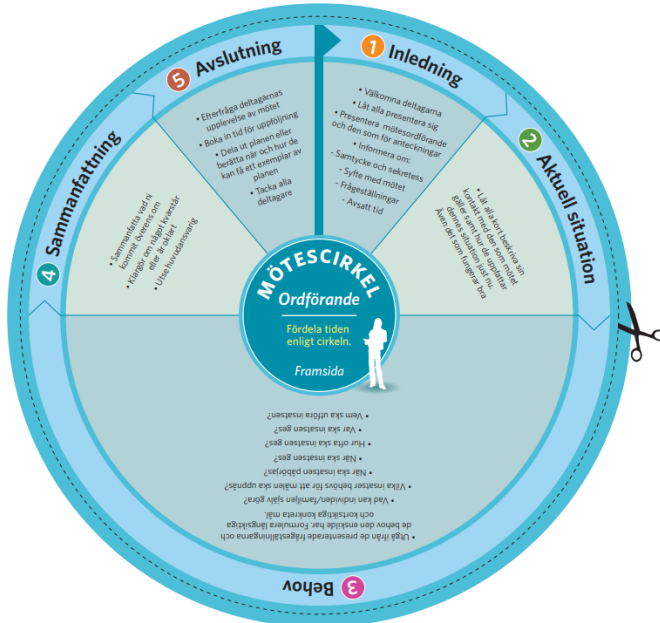 1 Inledning
• Välkomna deltagarna
• Låt alla presentera sig
• Presentera mötesordförande
och den som för anteckningar
• Informera om:
- Samtycke och sekretess
- Syfte med mötet
- Frågeställningar
- Avsatt tid
2 Aktuell situation
• Låt alla kort beskriva sin
kontakt med den som mötet
gäller samt hur de uppfattar
dennes situation just nu.
Även det som fungerar bra
3 Behov
• Utgå ifrån de presenterade frågeställningarna och
de behov den enskilde har. Formulera långsiktiga
och kortsiktiga konkreta mål.
• Vad kan individen/familjen själv göra?
• Vilka insatser behövs för att målen ska uppnås?
• När ska insatsen påbörjas?
• När ska insatsen ges?
• Hur ofta ska insatsen ges?
• Var ska insatsen ges?
• Vem ska utföra insatsen?
4 Sammanfattning
• Sammanfatta vad ni
kommit överens om
• Klargör om något kvarstår
eller är oklart
• Utse huvudansvarig
5 Avslutning
• Efterfråga deltagarnas
upplevelse av mötet
• Boka in tid för uppföljning
• Dela ut planen eller
berätta när och hur de
kan få ett exemplar av
planen
• Tacka alla
deltagare
MÖTESCIRKEL
Ordförande
Fördela tiden
enligt cirkeln.
Framsida